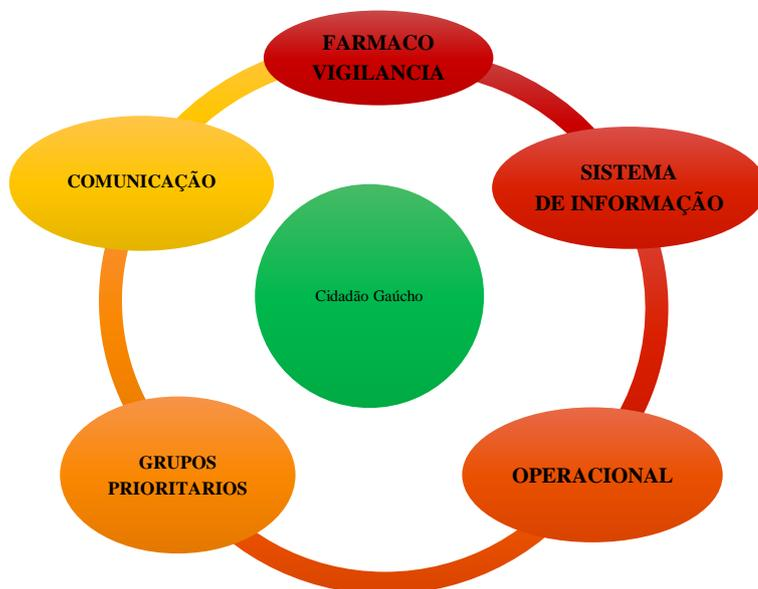 FARMACO
VIGILANCIA
COMUNICAÇÃO
SISTEMA
DE INFORMAÇÃO
Cidadão Gaúcho
GRUPOS
PRIORITARIOS
OPERACIONAL